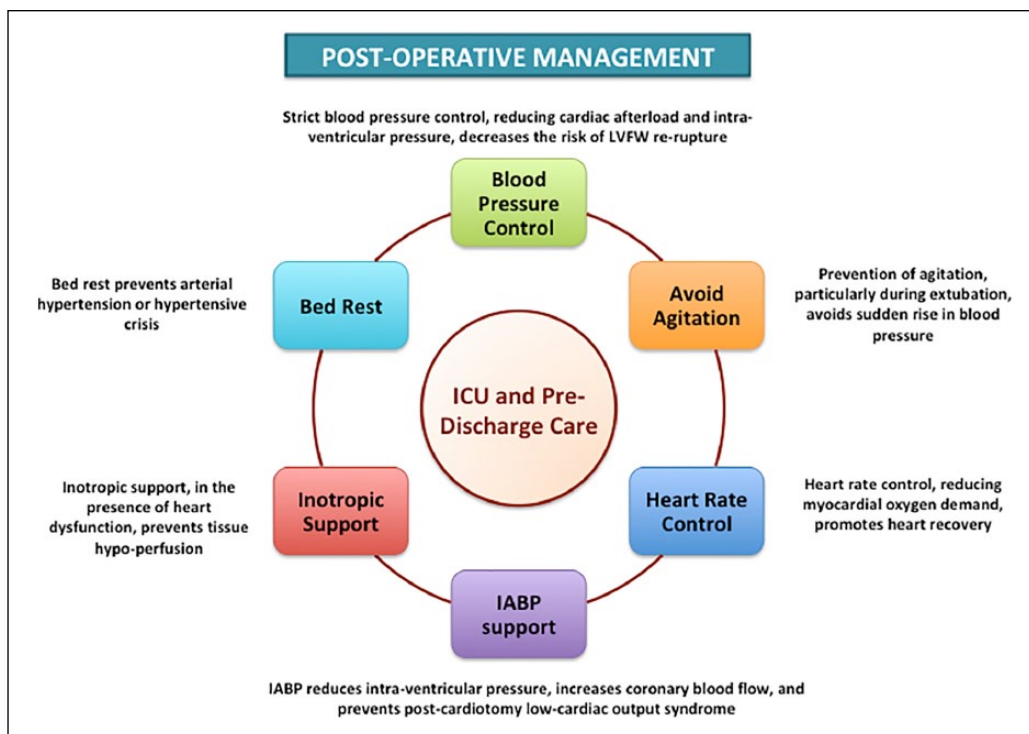 POST-OPERATIVE MANAGEMENT
Strict blood pressure control, reducing cardiac afterload and intra-
ventricular pressure, decreases the risk of LVFW re-rupture
Blood
Pressure
Control
Bed rest prevents arterial
hypertension or hypertensive
crisis
Bed Rest
Avoid
Agitation
Prevention of agitation,
particularly during extubation,
avoids sudden rise in blood
pressure
ICU and Pre-
Discharge Care
Inotropic support, in the
presence of heart
dysfunction, prevents tissue
hypo-perfusion
Inotropic
Support
Heart Rate
Control
Heart rate control, reducing
myocardial oxygen demand,
promotes heart recovery
IABP
support
IABP reduces intra-ventricular pressure, increases coronary blood flow, and
prevents post-cardiotomy low-cardiac output syndrome